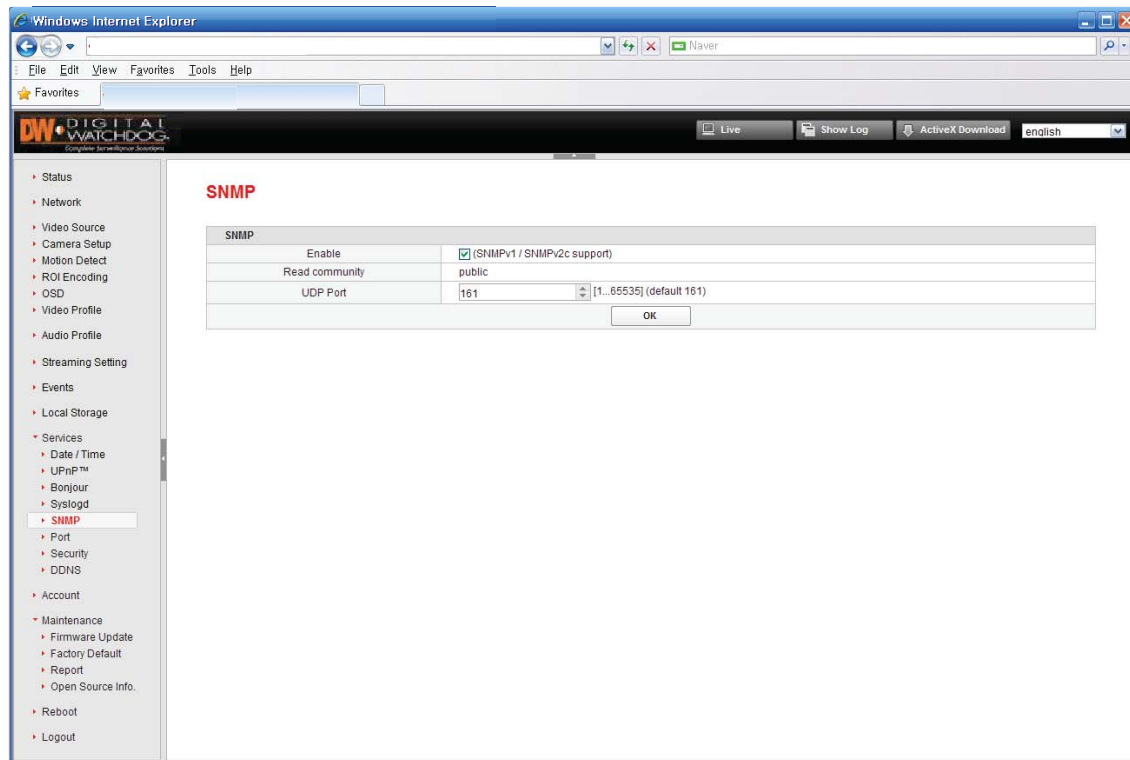 Windows Internet Explorer
Naver
File Edit View Favorites Tools Help
Favorites
DW DIGITAL
WATCHDOG
Complete Surveillance Solutions
Live Show Log ActiveX Download english
Status
Network
Video Source
Camera Setup
Motion Detect
ROI Encoding
OSD
Video Profile
Audio Profile
Streaming Setting
Events
Local Storage
Services
Date / Time
UPnP™
Bonjour
Syslogd
SNMP
Port
Security
DDNS
Account
Maintenance
Firmware Update
Factory Default
Report
Open Source Info.
Reboot
Logout
SNMP
SNMP
Enable (SNMPv1 / SNMPv2c support)
Read community public
UDP Port 161 [1...65535] (default 161)
OK